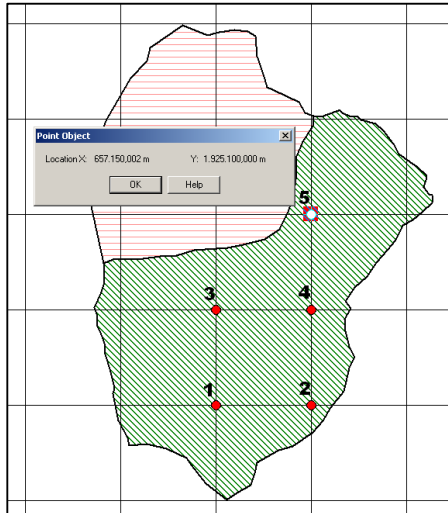 Point Object
Location X: 657.150,002 m Y: 1.925.100,000 m
OK Help
5
3 4
1 2